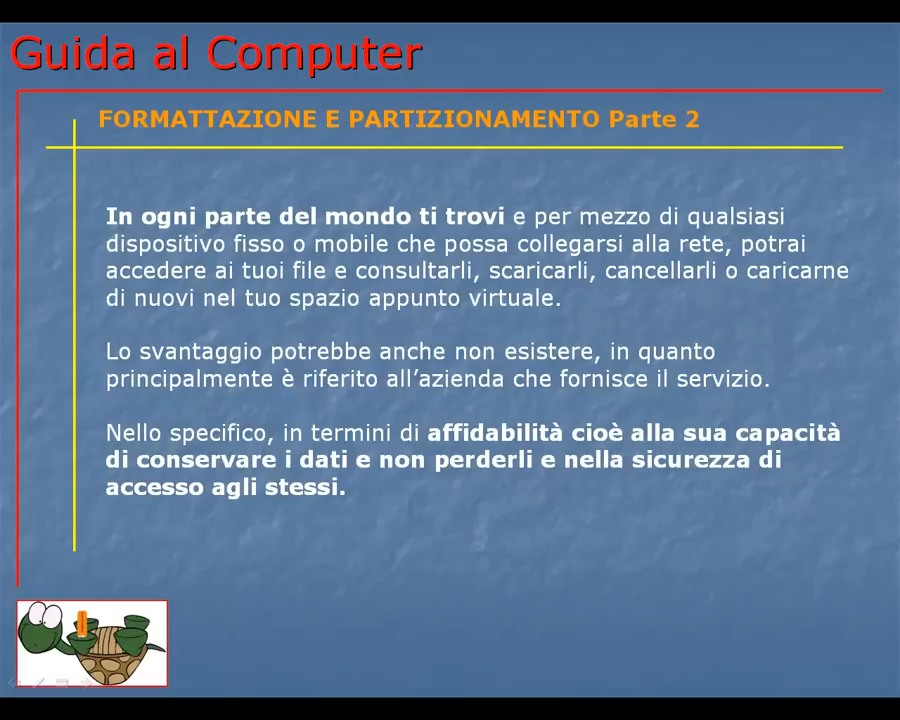 Guida al Computer
FORMATTAZIONE E PARTIZIONAMENTO Parte 2
In ogni parte del mondo ti trovi e per mezzo di qualsiasi
dispositivo fisso o mobile che possa collegarsi alla rete, potrai
accedere ai tuoi file e consultarli, scaricarli, cancellarli o caricarne
di nuovi nel tuo spazio appunto virtuale.
Lo svantaggio potrebbe anche non esistere, in quanto
principalmente è riferito all’azienda che fornisce il servizio.
Nello specifico, in termini di affidabilità cioè alla sua capacità
di conservare i dati e non perderli e nella sicurezza di
accesso agli stessi.